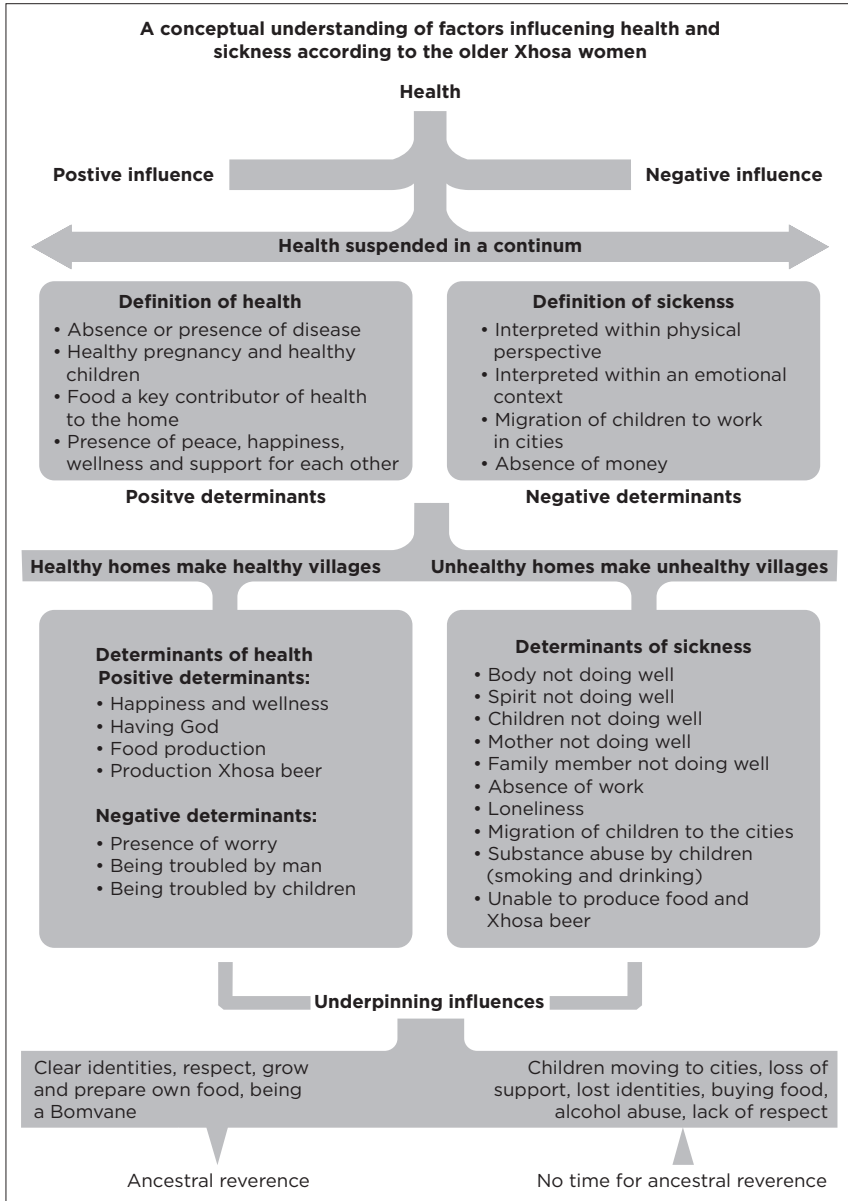 A conceptual understanding of factors influcening health and
sickness according to the older Xhosa women
Health
Postive influence
Negative influence
Health suspended in a continum
Definition of health
• Absence or presence of disease
• Healthy pregnancy and healthy
children
• Food a key contributor of health
to the home
• Presence of peace, happiness,
wellness and support for each other
Definition of sickenss
• Interpreted within physical
perspective
• Interpreted within an emotional
context
• Migration of children to work
in cities
• Absence of money
Positve determinants
Negative determinants
Healthy homes make healthy villages
Unhealthy homes make unhealthy villages
Determinants of health
Positive determinants:
• Happiness and wellness
• Having God
• Food production
• Production Xhosa beer
Negative determinants:
• Presence of worry
• Being troubled by man
• Being troubled by children
Determinants of sickness
• Body not doing well
• Spirit not doing well
• Children not doing well
• Mother not doing well
• Family member not doing well
• Absence of work
• Loneliness
• Migration of children to the cities
• Substance abuse by children
(smoking and drinking)
• Unable to produce food and
Xhosa beer
Underpinning influences
Clear identities, respect, grow
and prepare own food, being
a Bomvane
Children moving to cities, loss of
support, lost identities, buying food,
alcohol abuse, lack of respect
Ancestral reverence
No time for ancestral reverence